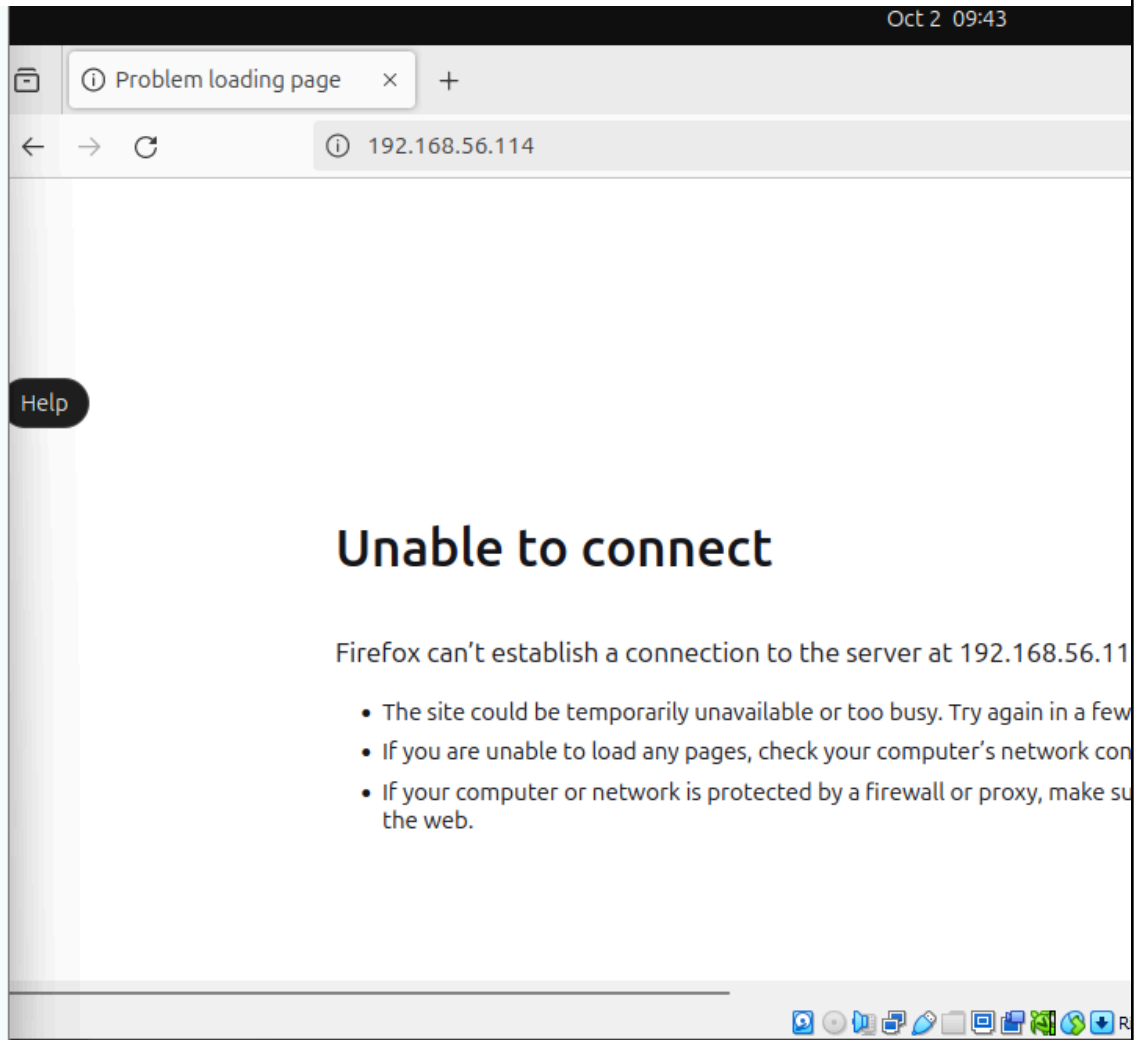 Oct 2 09:43
Problem loading page
192.168.56.114
Help
Unable to connect
Firefox can’t establish a connection to the server at 192.168.56.11
• The site could be temporarily unavailable or too busy. Try again in a few
• If you are unable to load any pages, check your computer’s network con
• If your computer or network is protected by a firewall or proxy, make su
the web.
R